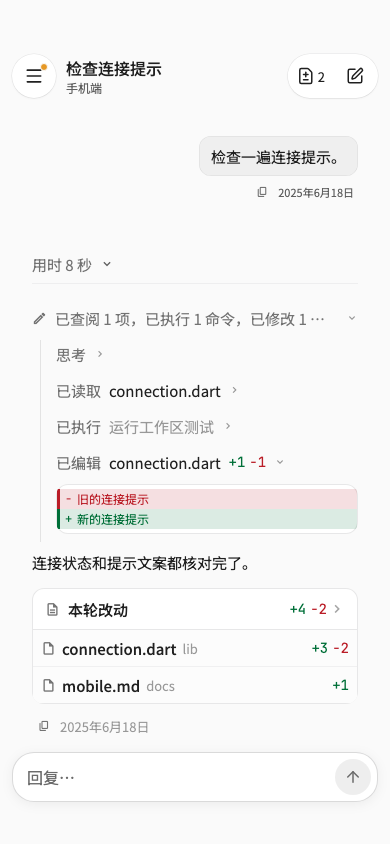 检查连接提示
手机端
2
检查一遍连接提示。
2025年6月18日
用时 8 秒
已查阅 1 项，已执行 1 命令，已修改 1 …
思考
已读取 connection.dart
已执行 运行工作区测试
已编辑 connection.dart +1 -1
- 旧的连接提示
+ 新的连接提示
连接状态和提示文案都核对完了。
本轮改动 +4 -2
connection.dart lib +3 -2
mobile.md docs +1
2025年6月18日
回复…